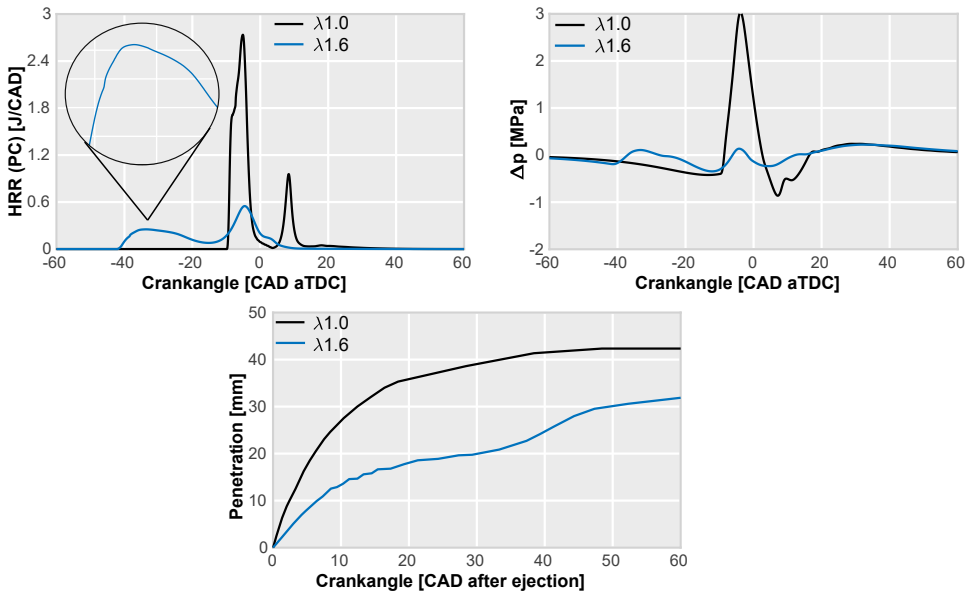 HRR (PC) [J/CAD]
3
2.4
1.8
1.2
0.6
0
-60 -40 -20 0 20 40 60
Crankangle [CAD aTDC]
λ1.0
λ1.6
Δp [MPa]
3
2
1
0
-1
-2
-60 -40 -20 0 20 40 60
Crankangle [CAD aTDC]
λ1.0
λ1.6
Penetration [mm]
50
40
30
20
10
0
0 10 20 30 40 50 60
Crankangle [CAD after ejection]
λ1.0
λ1.6